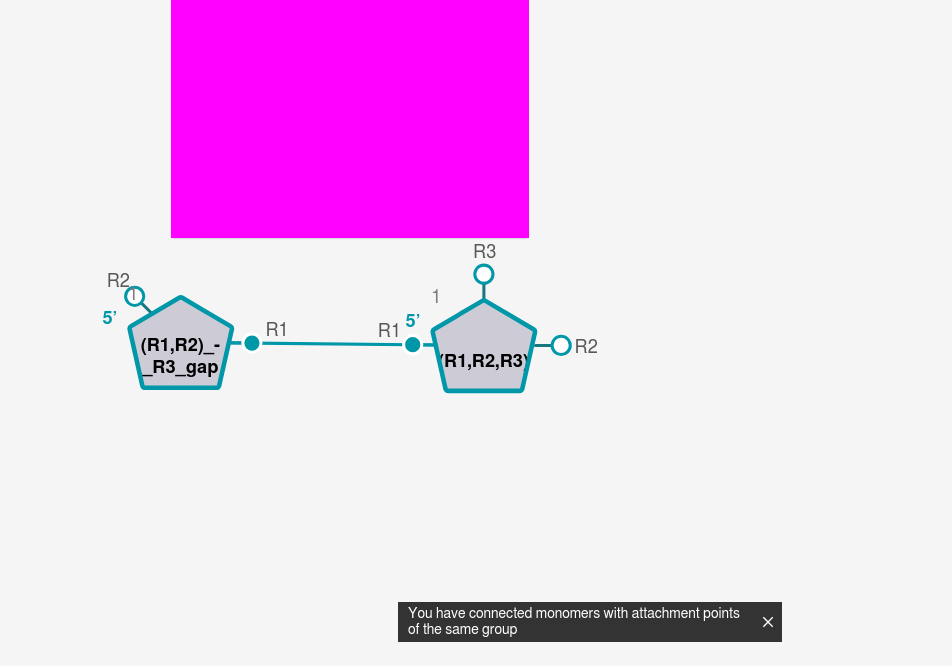 R3
R2
1
1
5’
5’
R1
R1
(R1,R2)_-
_R3_gap
(R1,R2,R3)
R2
You have connected monomers with attachment points
of the same group